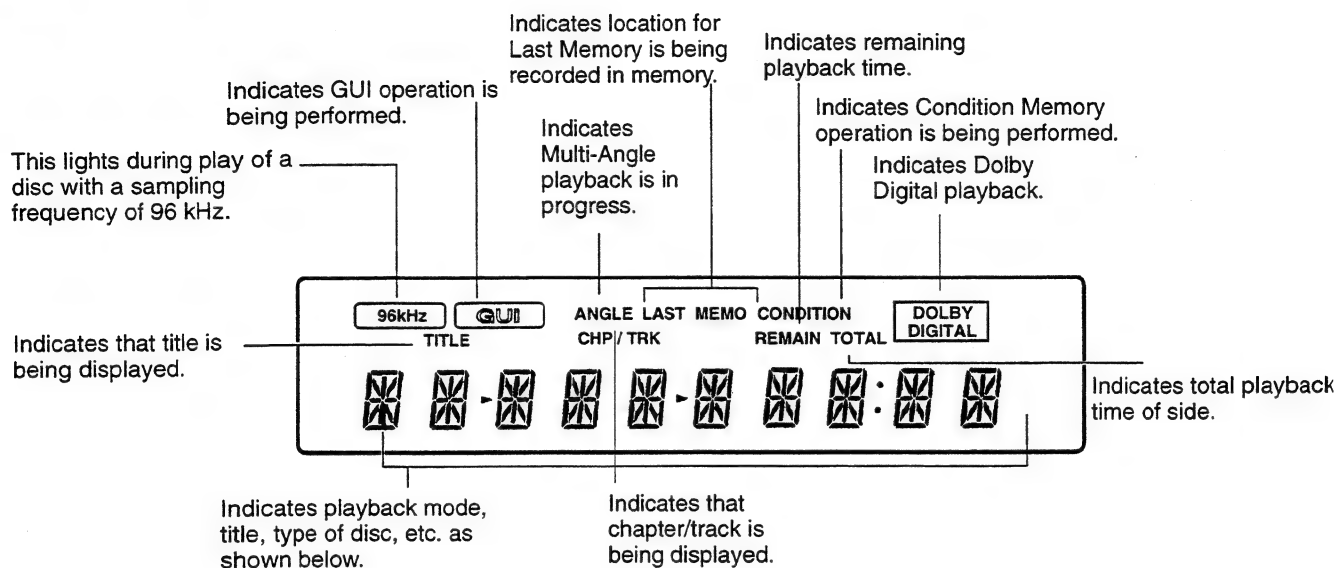 Indicates location for
Last Memory is being
recorded in memory.
Indicates remaining
playback time.
Indicates GUI operation is
being performed.
Indicates Condition Memory
operation is being performed.
Indicates
Multi-Angle
playback is in
progress.
This lights during play of a
disc with a sampling
frequency of 96 kHz.
Indicates Dolby
Digital playback.
96kHz GUI ANGLE LAST MEMO CONDITION DOLBY
DIGITAL
TITLE CHP / TRK REMAIN TOTAL
Indicates that title is
being displayed.
Indicates total playback
time of side.
Indicates playback mode,
title, type of disc, etc. as
shown below.
Indicates that
chapter/track is
being displayed.